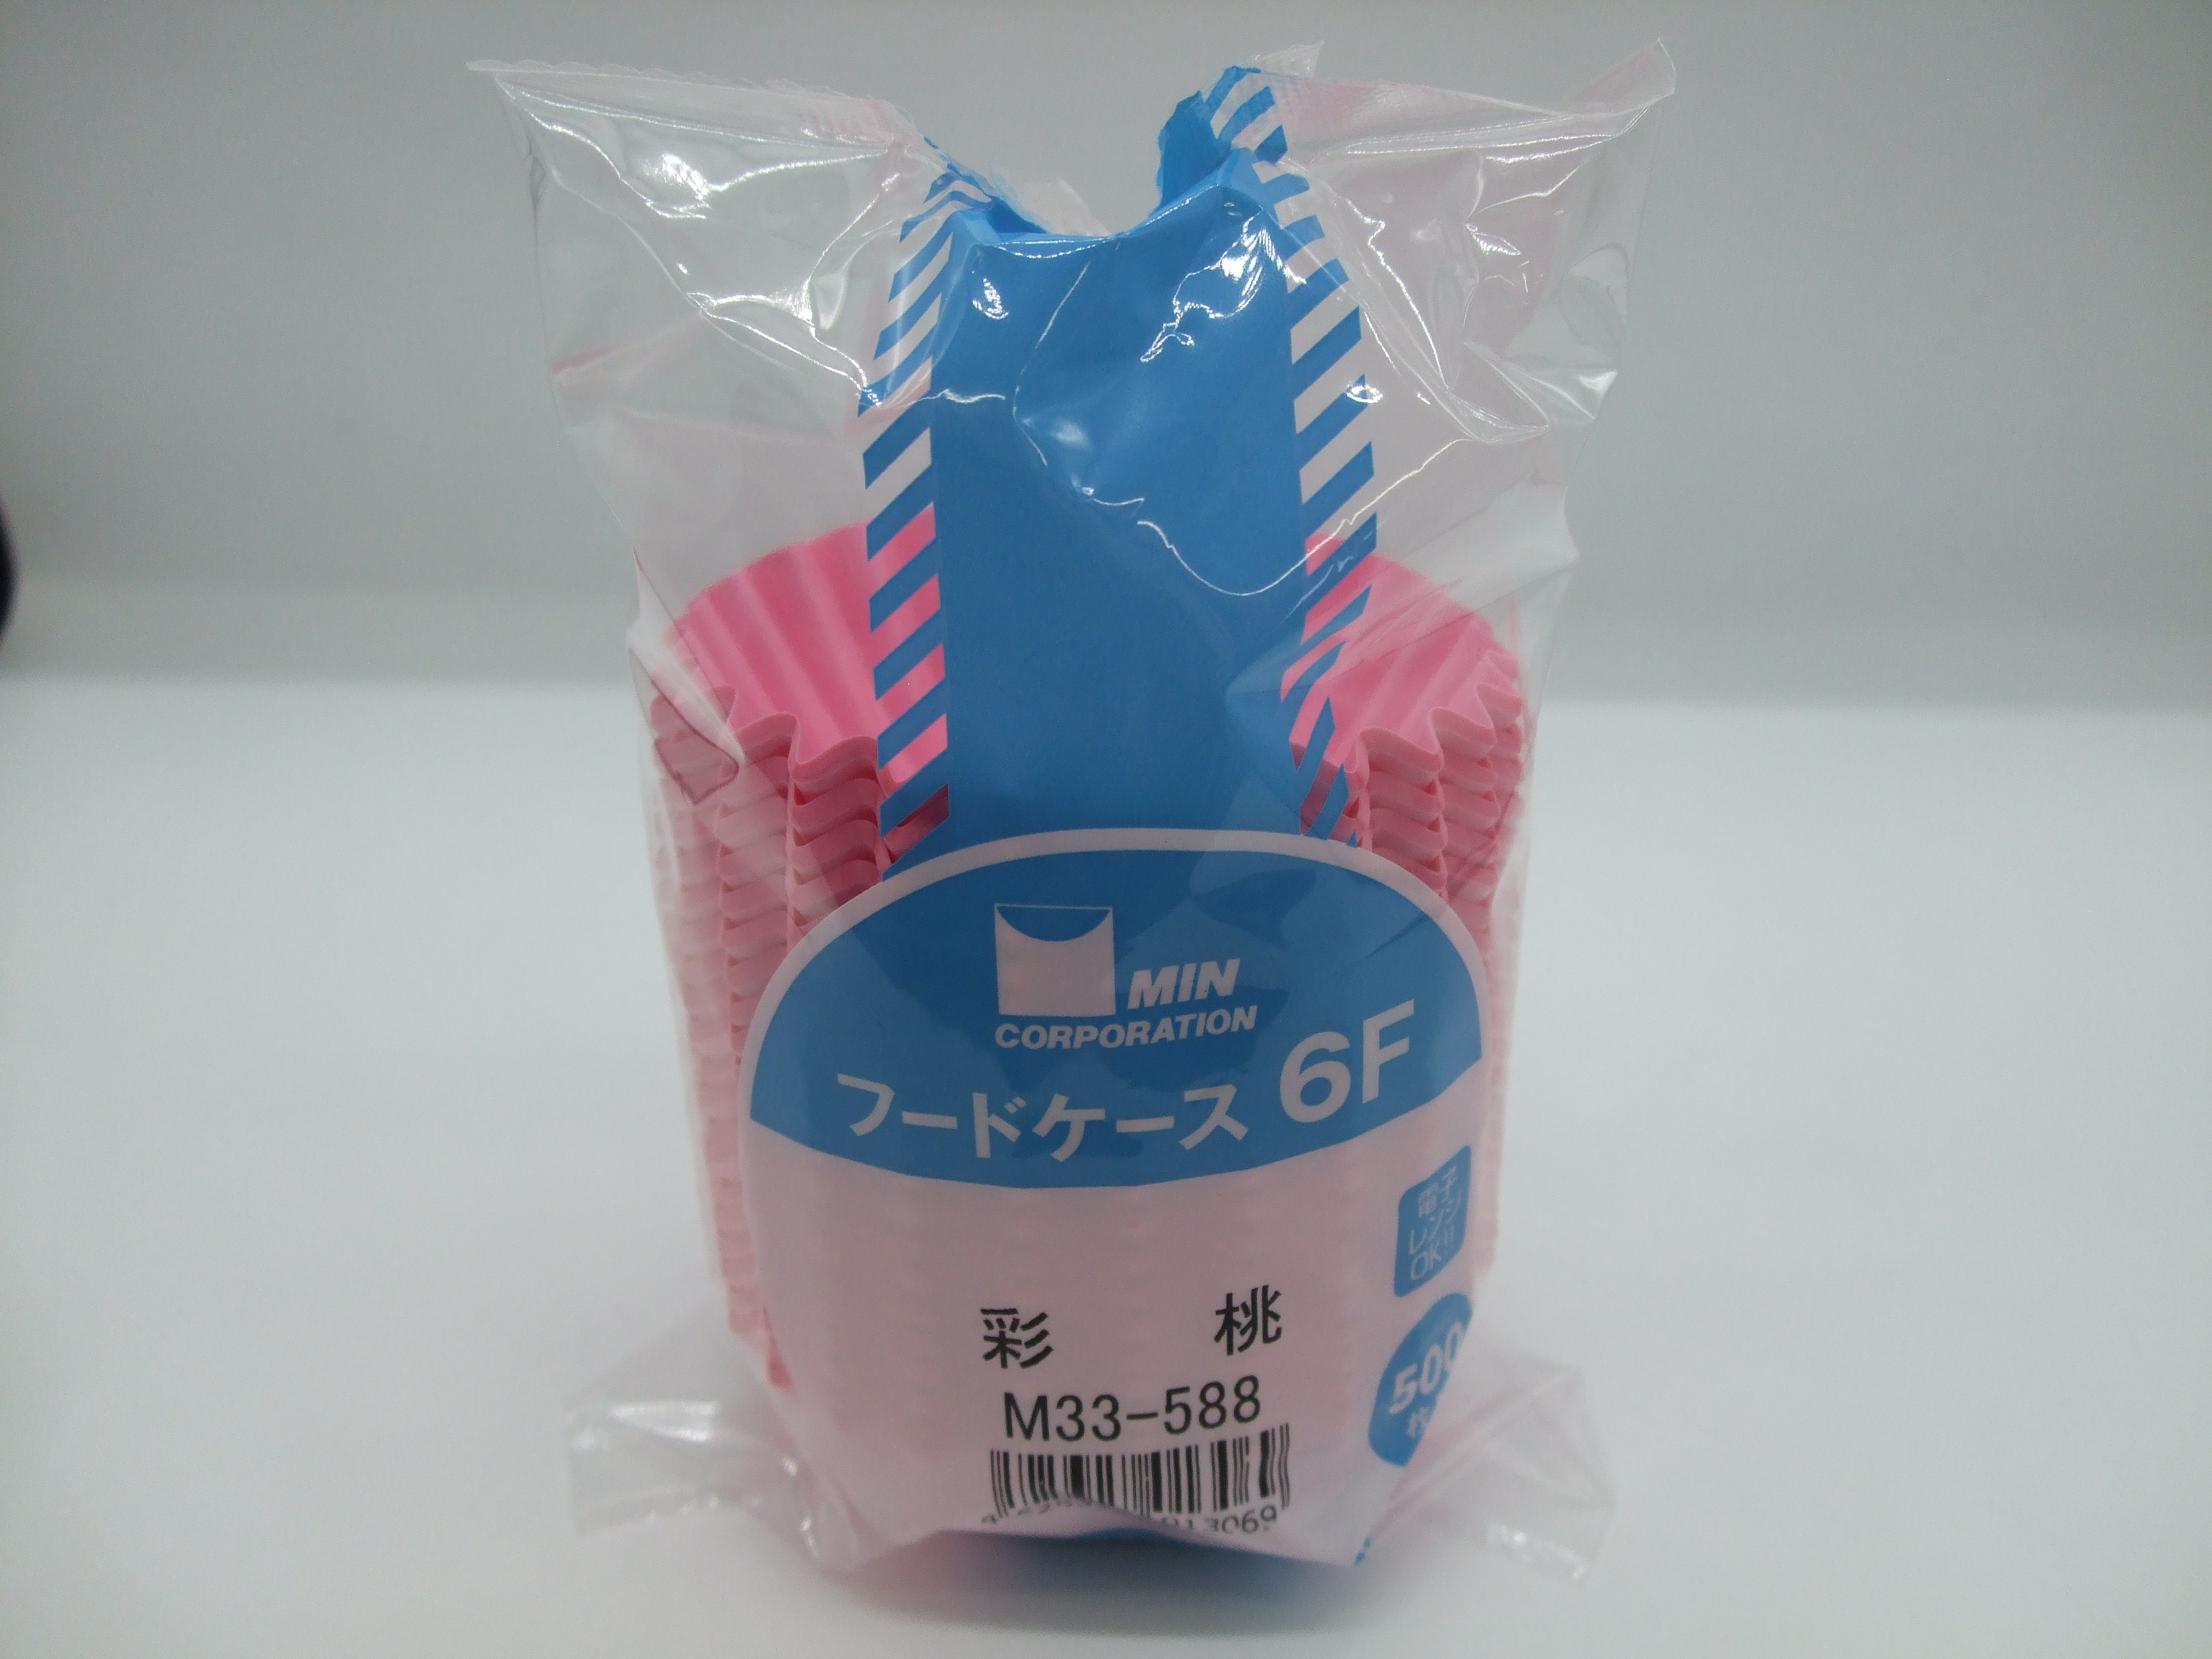 MIN
CORPORATION
フードケース 6F
電子
レンジ
OK!!
彩 桃
500
枚
M33-588